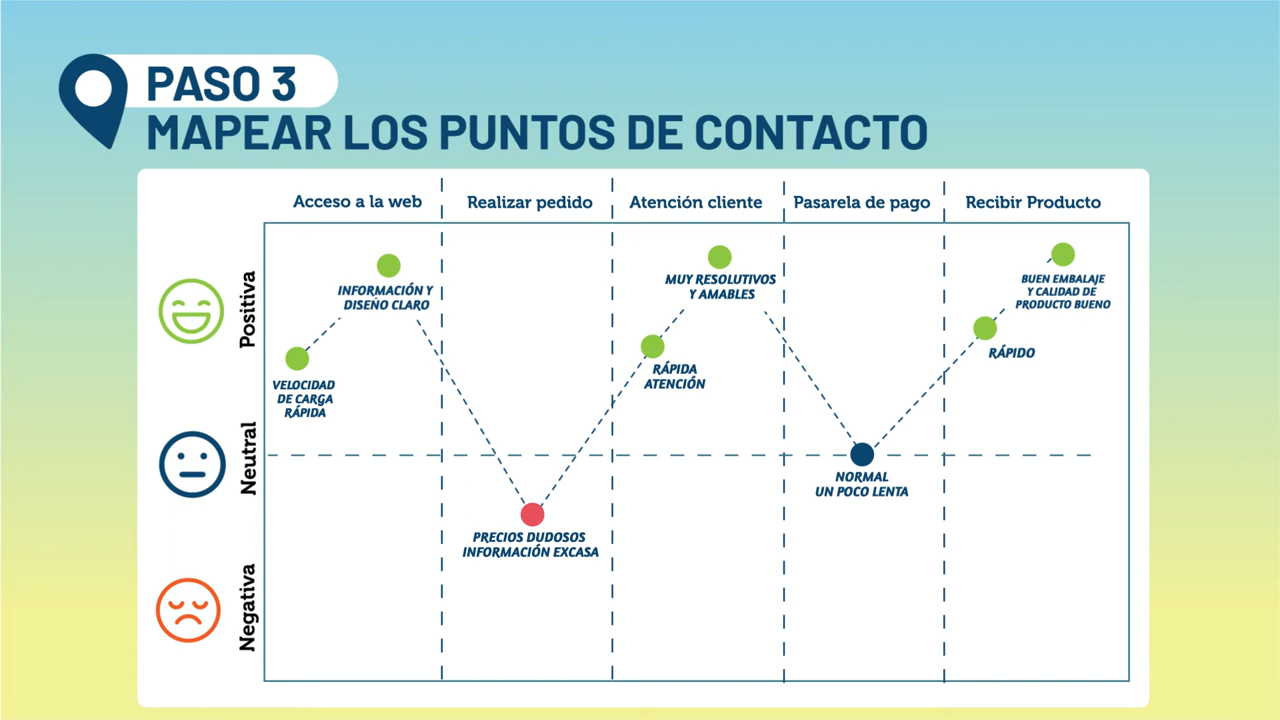 PASO 3
MAPEAR LOS PUNTOS DE CONTACTO
Acceso a la web
Realizar pedido
Atención cliente
Pasarela de pago
Recibir Producto
Positiva
Neutral
Negativa
INFORMACIÓN Y
DISEÑO CLARO
VELOCIDAD
DE CARGA
RÁPIDA
PRECIOS DUDOSOS
INFORMACIÓN EXCASA
MUY RESOLUTIVOS
Y AMABLES
RÁPIDA
ATENCIÓN
NORMAL
UN POCO LENTA
BUEN EMBALAJE
Y CALIDAD DE
PRODUCTO BUENO
RÁPIDO